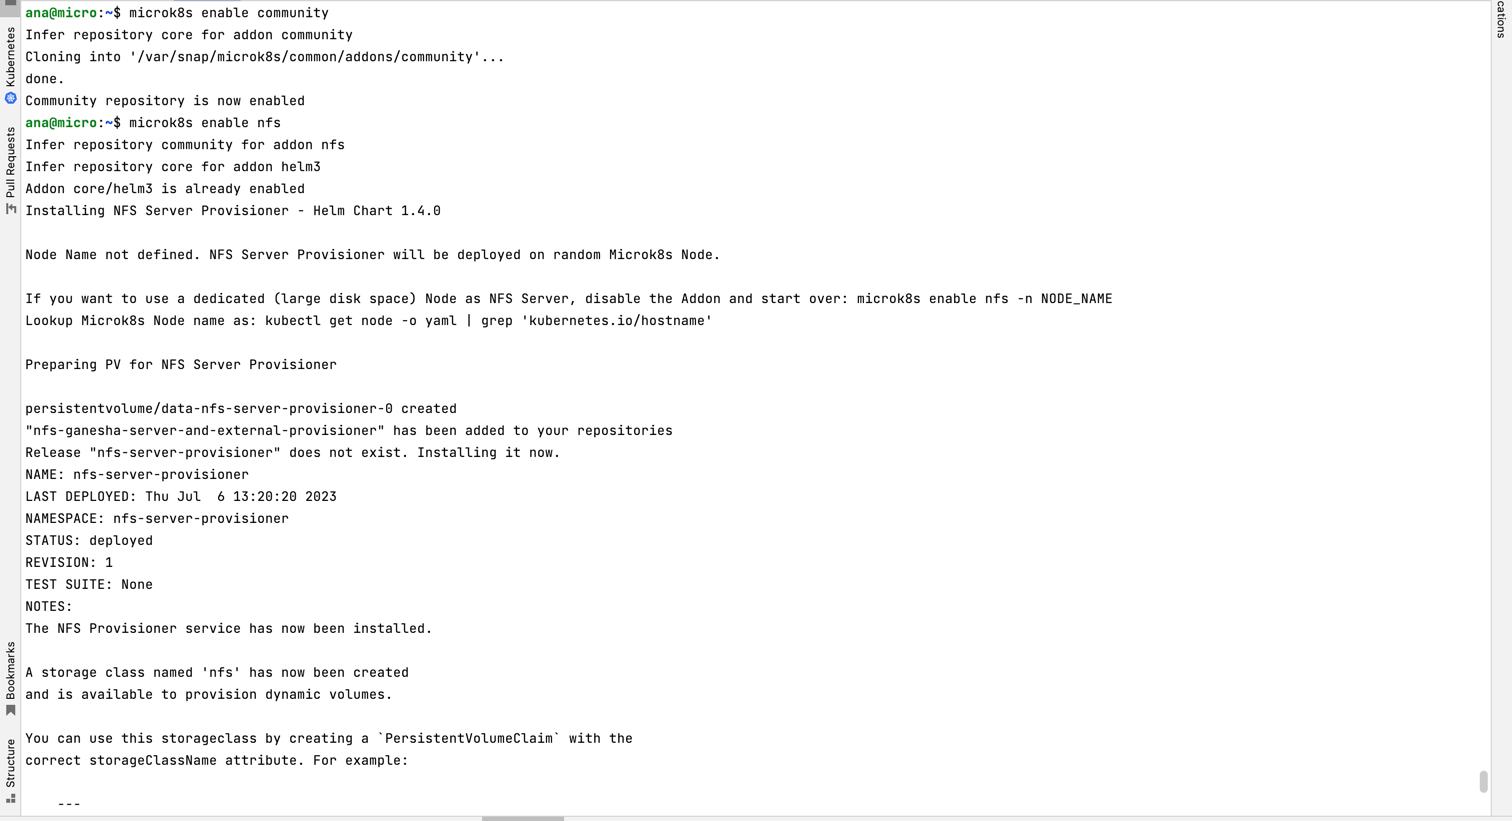 ana@micro:~$ microk8s enable community
Infer repository core for addon community
Cloning into '/var/snap/microk8s/common/addons/community'...
done.
Community repository is now enabled
ana@micro:~$ microk8s enable nfs
Infer repository community for addon nfs
Infer repository core for addon helm3
Addon core/helm3 is already enabled
Installing NFS Server Provisioner - Helm Chart 1.4.0
Node Name not defined. NFS Server Provisioner will be deployed on random Microk8s Node.
If you want to use a dedicated (large disk space) Node as NFS Server, disable the Addon and start over: microk8s enable nfs -n NODE_NAME
Lookup Microk8s Node name as: kubectl get node -o yaml | grep 'kubernetes.io/hostname'
Preparing PV for NFS Server Provisioner
persistentvolume/data-nfs-server-provisioner-0 created
"nfs-ganesha-server-and-external-provisioner" has been added to your repositories
Release "nfs-server-provisioner" does not exist. Installing it now.
NAME: nfs-server-provisioner
LAST DEPLOYED: Thu Jul  6 13:20:20 2023
NAMESPACE: nfs-server-provisioner
STATUS: deployed
REVISION: 1
TEST SUITE: None
NOTES:
The NFS Provisioner service has now been installed.
A storage class named 'nfs' has now been created
and is available to provision dynamic volumes.
You can use this storageclass by creating a `PersistentVolumeClaim` with the
correct storageClassName attribute. For example:
---
Kubernetes
Pull Requests
Bookmarks
Structure
cations